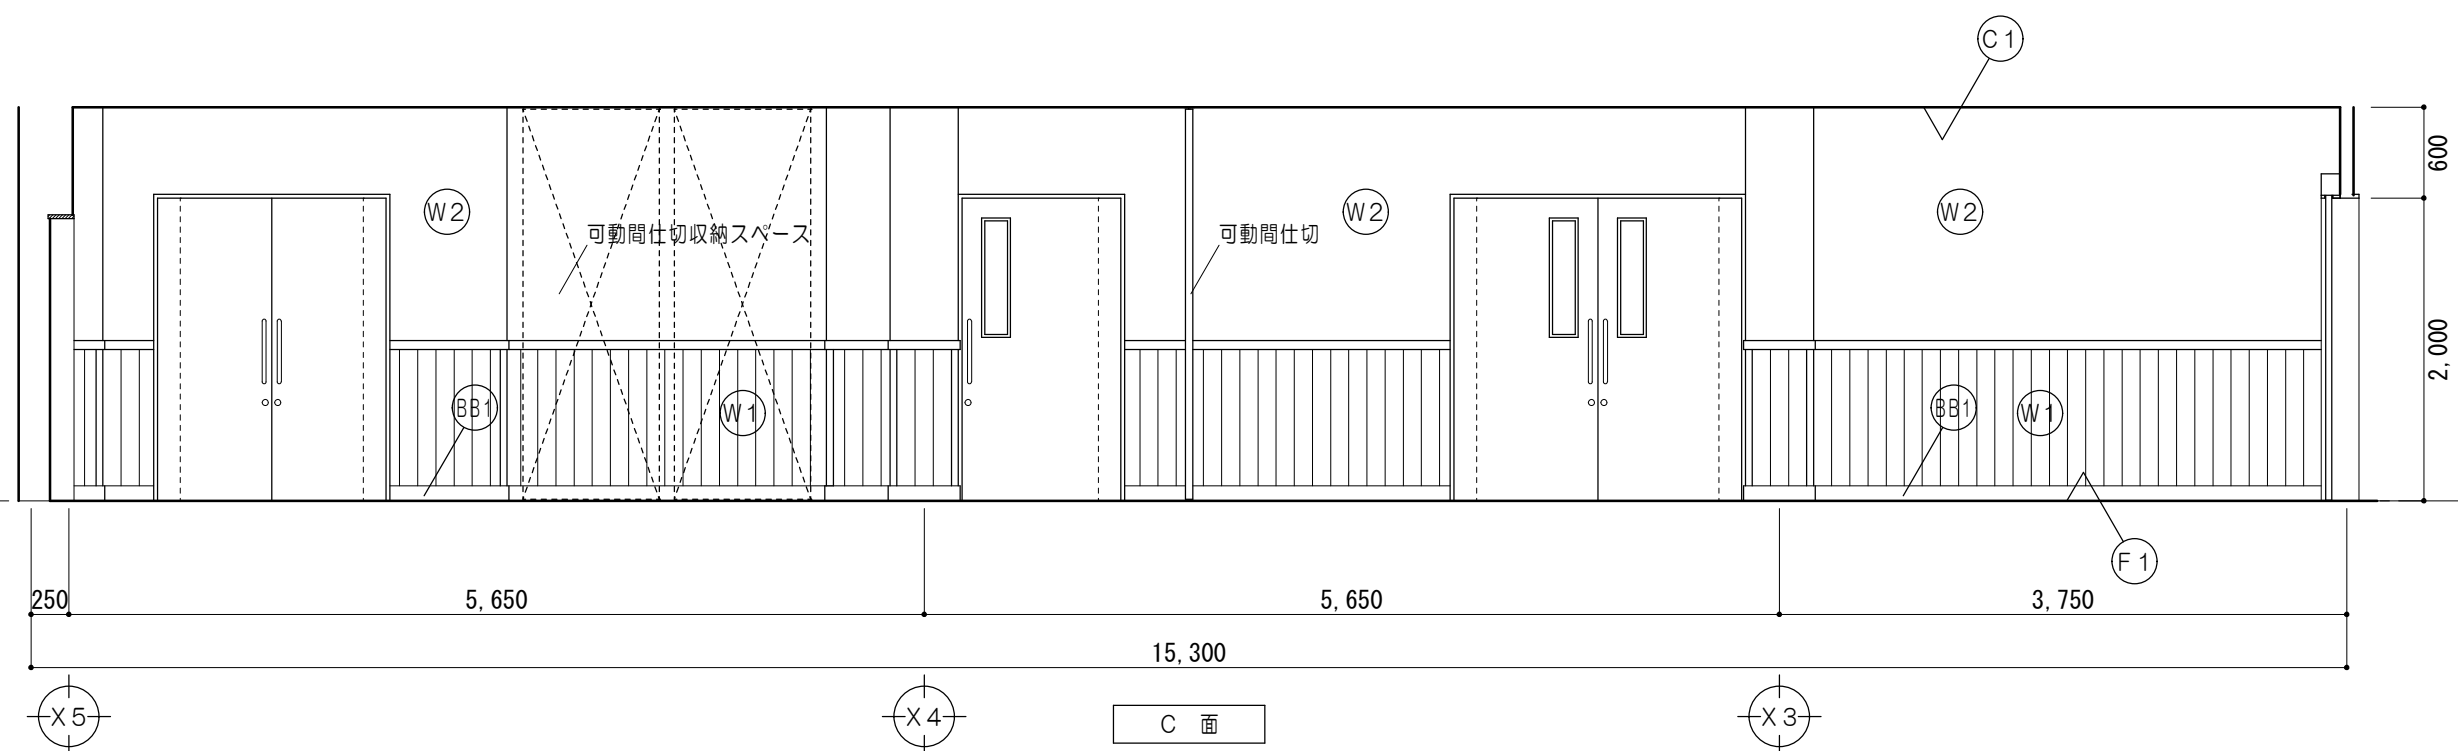 C1
600
W2
W2
W2
可動間仕切収納スペース
可動間仕切
2,000
BB1
W1
BB1
W1
F1
250
5,650
5,650
3,750
15,300
X5
X4
X3
C 面